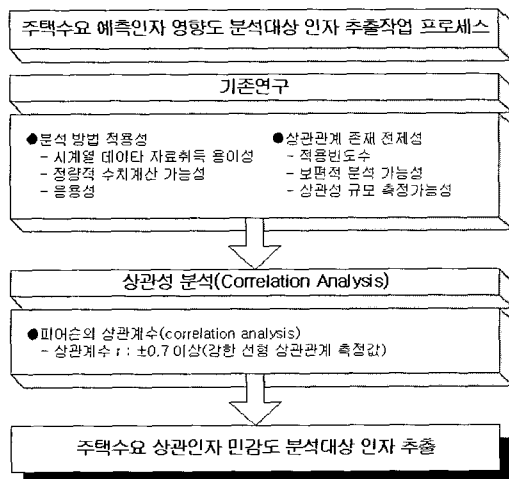 주택수요 예측인자 영향도 분석대상 인자 추출작업 프로세스
기존연구
●분석 방법 적용성
- 시계열 데이타 자료취득 용이성
- 정량적 수치계산 가능성
- 응용성
●상관관계 존재 전제성
- 적용빈도수
- 보편적 분석 가능성
- 상관성 규모 측정가능성
상관성 분석(Correlation Analysis)
●피어슨의 상관계수(correlation analysis)
- 상관계수 r : ±0.7 이상(강한 선형 상관관계 측정값)
주택수요 상관인자 민감도 분석대상 인자 추출